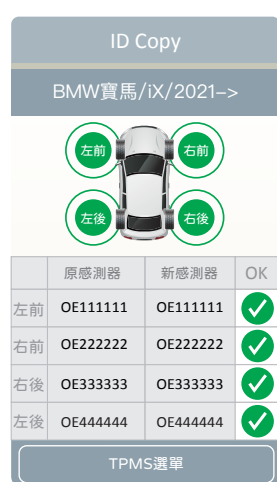 ID Copy
BMW寶馬/iX/2021–>
左前 右前
左後 右後
原感測器 新感測器 OK
左前 OE111111 OE111111
右前 OE222222 OE222222
右後 OE333333 OE333333
左後 OE444444 OE444444
TPMS選單